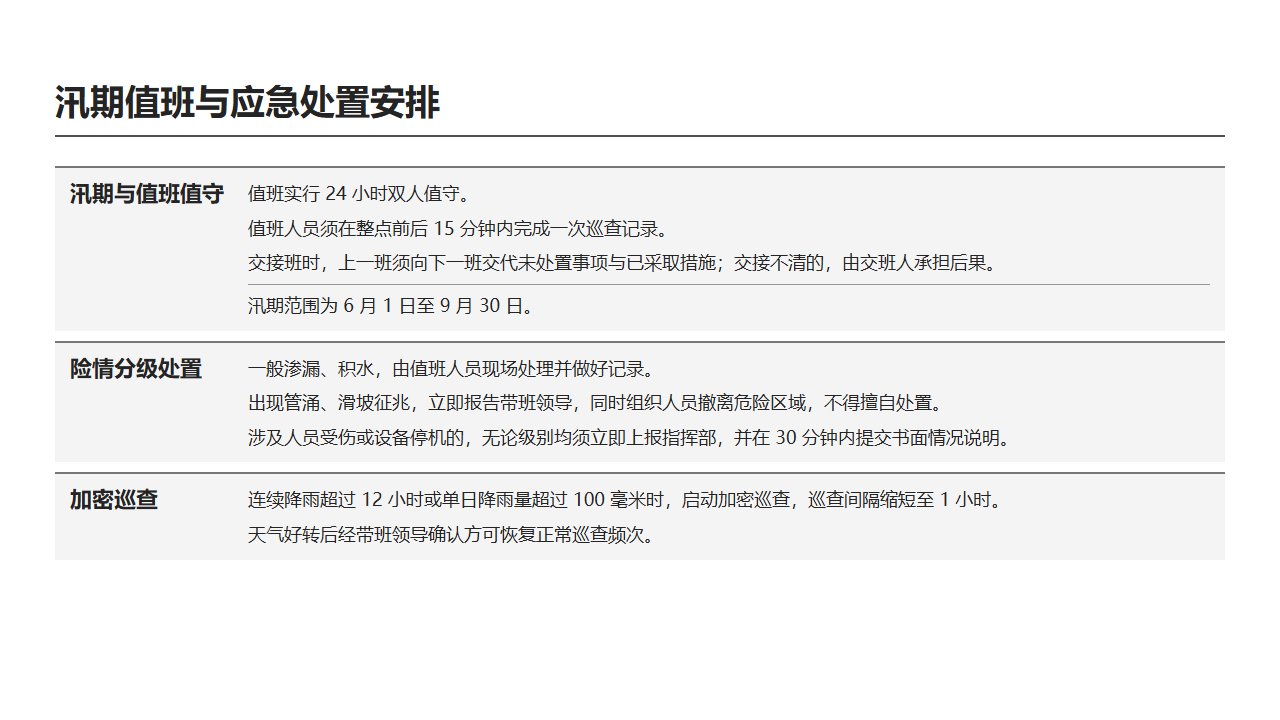 汛期值班与应急处置安排
汛期与值班值守
值班实行 24 小时双人值守。
值班人员须在整点前后 15 分钟内完成一次巡查记录。
交接班时，上一班须向下一班交代未处置事项与已采取措施；交接不清的，由交班人承担后果。
汛期范围为 6 月 1 日至 9 月 30 日。
险情分级处置
一般渗漏、积水，由值班人员现场处理并做好记录。
出现管涌、滑坡征兆，立即报告带班领导，同时组织人员撤离危险区域，不得擅自处置。
涉及人员受伤或设备停机的，无论级别均须立即上报指挥部，并在 30 分钟内提交书面情况说明。
加密巡查
连续降雨超过 12 小时或单日降雨量超过 100 毫米时，启动加密巡查，巡查间隔缩短至 1 小时。
天气好转后经带班领导确认方可恢复正常巡查频次。